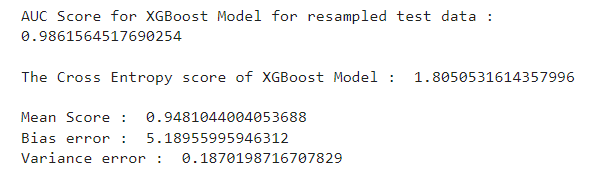 AUC Score for XGBoost Model for resampled test data :
0.9861564517690254
The Cross Entropy score of XGBoost Model :  1.8050531614357996
Mean Score :  0.9481044004053688
Bias error :  5.18955995946312
Variance error :  0.1870198716707829